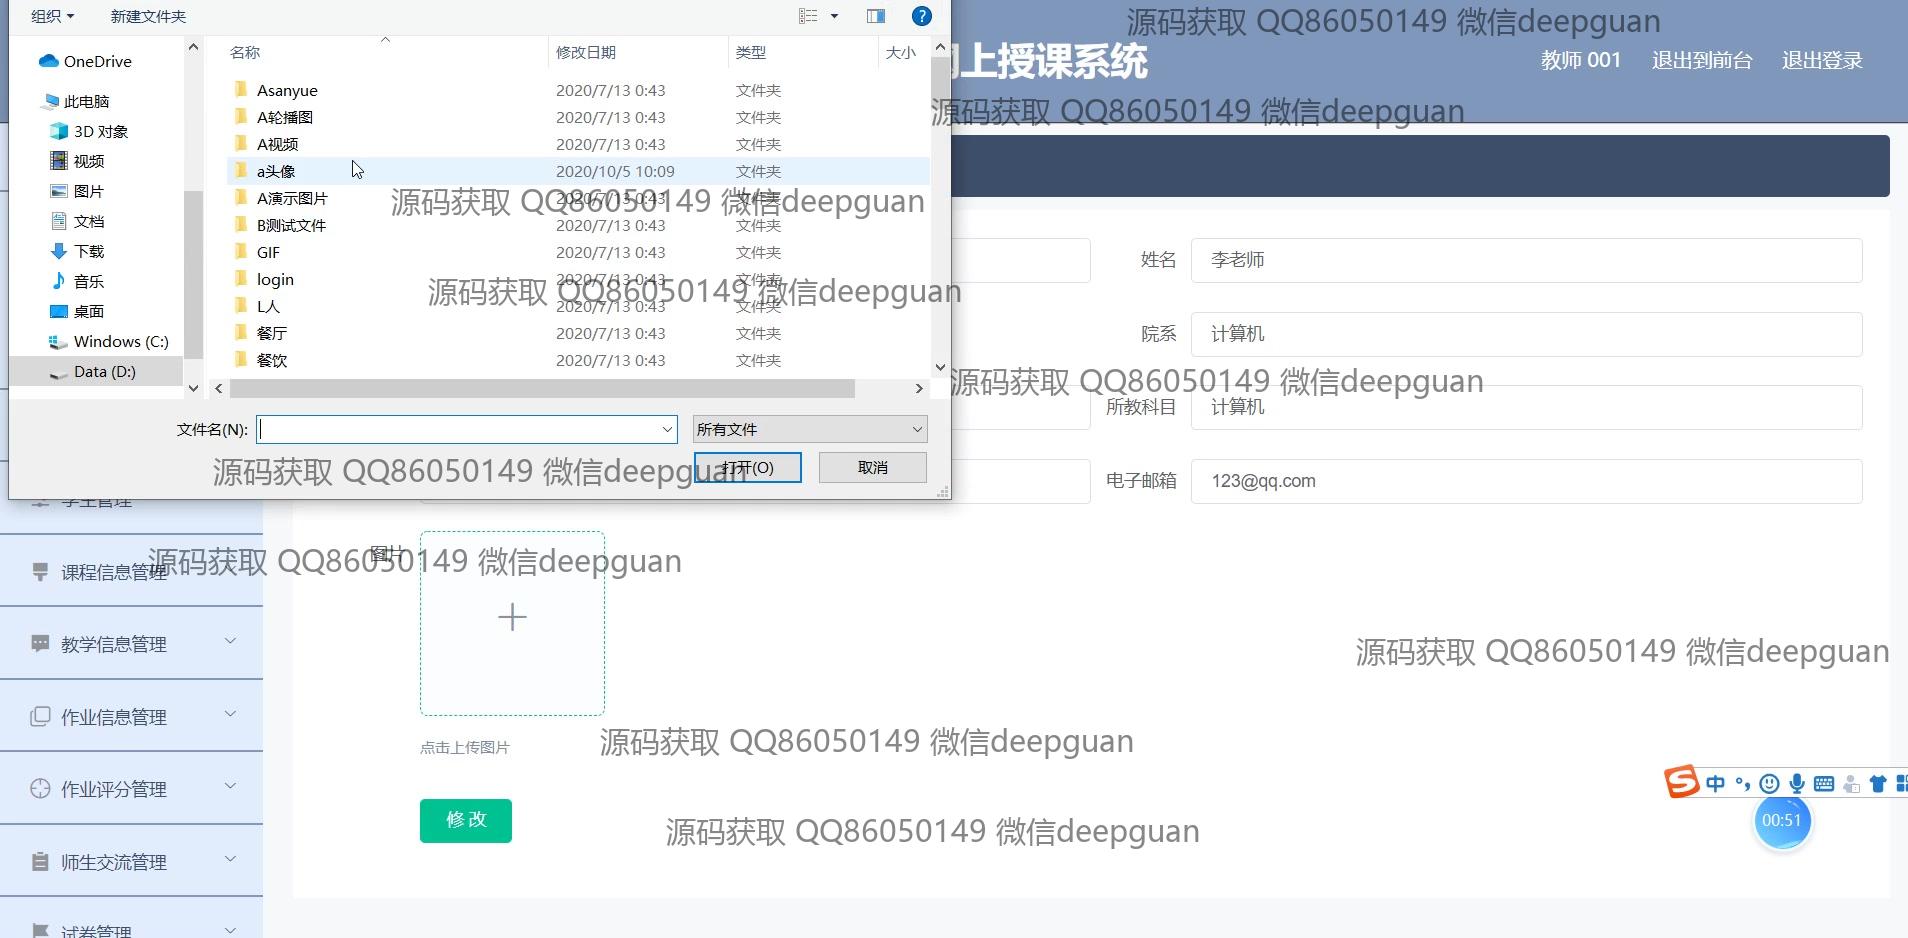 组织 新建文件夹
名称 修改日期 类型 大小
OneDrive
此电脑
3D 对象
视频
图片
文档
下载
音乐
桌面
Windows (C:)
Data (D:)
Asanyue 2020/7/13 0:43 文件夹
A轮播图 2020/7/13 0:43 文件夹
A视频 2020/7/13 0:43 文件夹
a头像 2020/10/5 10:09 文件夹
A演示图片 2020/7/13 0:43 文件夹
B测试文件 2020/7/13 0:43 文件夹
GIF 2020/7/13 0:43 文件夹
login 2020/7/13 0:43 文件夹
L人 2020/7/13 0:43 文件夹
餐厅 2020/7/13 0:43 文件夹
餐饮 2020/7/13 0:43 文件夹
文件名(N): 所有文件
打开(O) 取消
上授课系统
教师 001 退出到前台 退出登录
姓名 李老师
院系 计算机
所教科目 计算机
电子邮箱 123@qq.com
图片
点击上传图片
修改
学生管理
课程信息管理
教学信息管理
作业信息管理
作业评分管理
师生交流管理
试卷管理
中
00:51
源码获取 QQ86050149 微信deepguan
源码获取 QQ86050149 微信deepguan
源码获取 QQ86050149 微信deepguan
源码获取 QQ86050149 微信deepguan
源码获取 QQ86050149 微信deepguan
源码获取 QQ86050149 微信deepguan
源码获取 QQ86050149 微信deepguan
源码获取 QQ86050149 微信deepguan
源码获取 QQ86050149 微信deepguan
源码获取 QQ86050149 微信deepguan